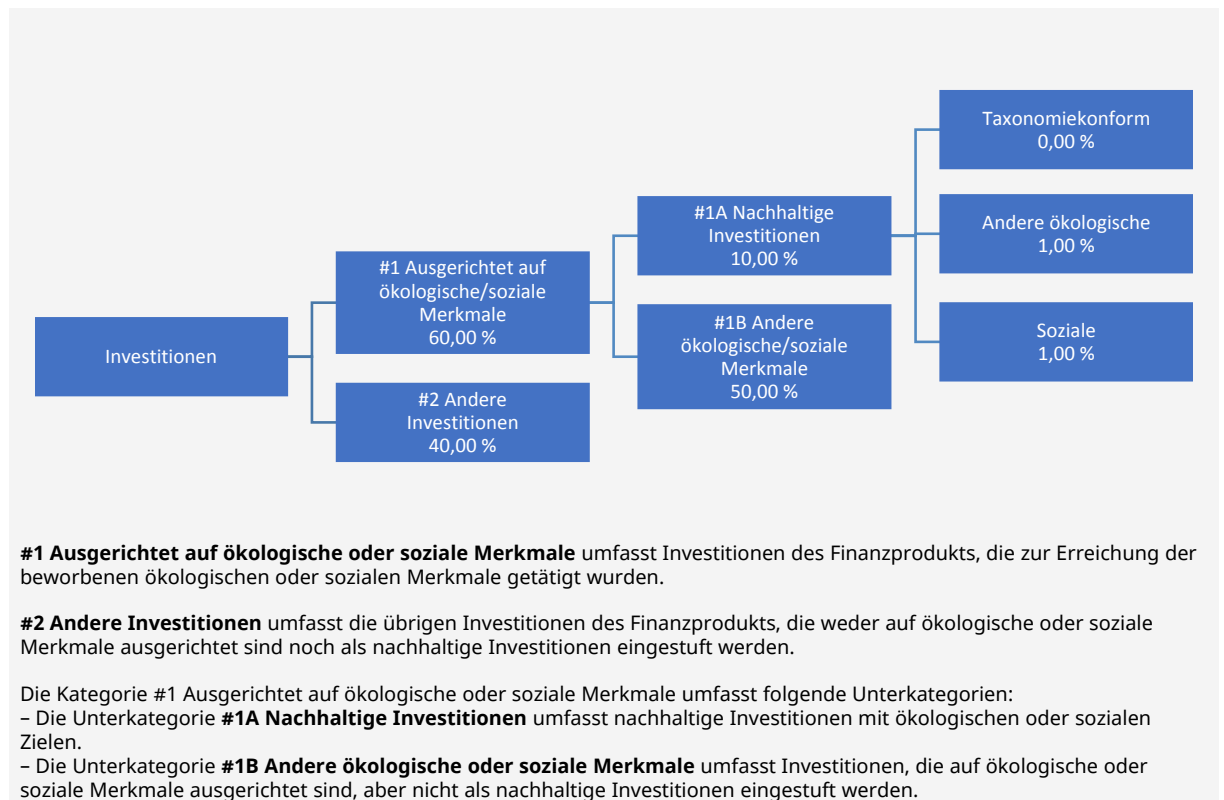 Investitionen
#1 Ausgerichtet auf
ökologische/soziale
Merkmale
60,00 %
#2 Andere
Investitionen
40,00 %
#1A Nachhaltige
Investitionen
10,00 %
#1B Andere
ökologische/soziale
Merkmale
50,00 %
Taxonomiekonform
0,00 %
Andere ökologische
1,00 %
Soziale
1,00 %
#1 Ausgerichtet auf ökologische oder soziale Merkmale umfasst Investitionen des Finanzprodukts, die zur Erreichung der
beworbenen ökologischen oder sozialen Merkmale getätigt wurden.
#2 Andere Investitionen umfasst die übrigen Investitionen des Finanzprodukts, die weder auf ökologische oder soziale
Merkmale ausgerichtet sind noch als nachhaltige Investitionen eingestuft werden.
Die Kategorie #1 Ausgerichtet auf ökologische oder soziale Merkmale umfasst folgende Unterkategorien:
– Die Unterkategorie #1A Nachhaltige Investitionen umfasst nachhaltige Investitionen mit ökologischen oder sozialen
Zielen.
– Die Unterkategorie #1B Andere ökologische oder soziale Merkmale umfasst Investitionen, die auf ökologische oder
soziale Merkmale ausgerichtet sind, aber nicht als nachhaltige Investitionen eingestuft werden.